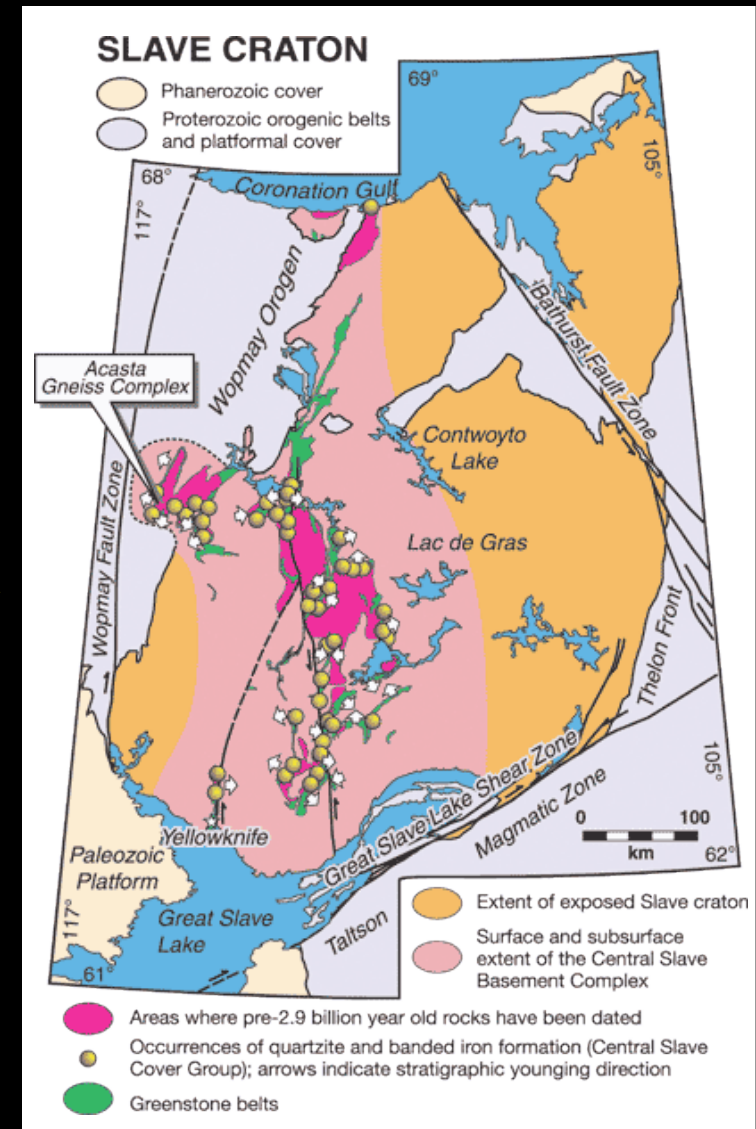 SLAVE CRATON
Phanerozoic cover
Proterozoic orogenic belts
and platformal cover
69°
105°
68°
117°
Coronation Gulf
Wopmay Orogen
Bathurst Fault Zone
Acasta
Gneiss Complex
Contwoyto
Lake
Wopmay Fault Zone
Lac de Gras
Thelon Front
105°
Great Slave Lake Shear Zone
Magmatic Zone
0 100
km
62°
Yellowknife
Paleozoic
Platform
117°
Great Slave
Lake
Taltson
61°
Extent of exposed Slave craton
Surface and subsurface
extent of the Central Slave
Basement Complex
Areas where pre-2.9 billion year old rocks have been dated
Occurrences of quartzite and banded iron formation (Central Slave
Cover Group); arrows indicate stratigraphic younging direction
Greenstone belts